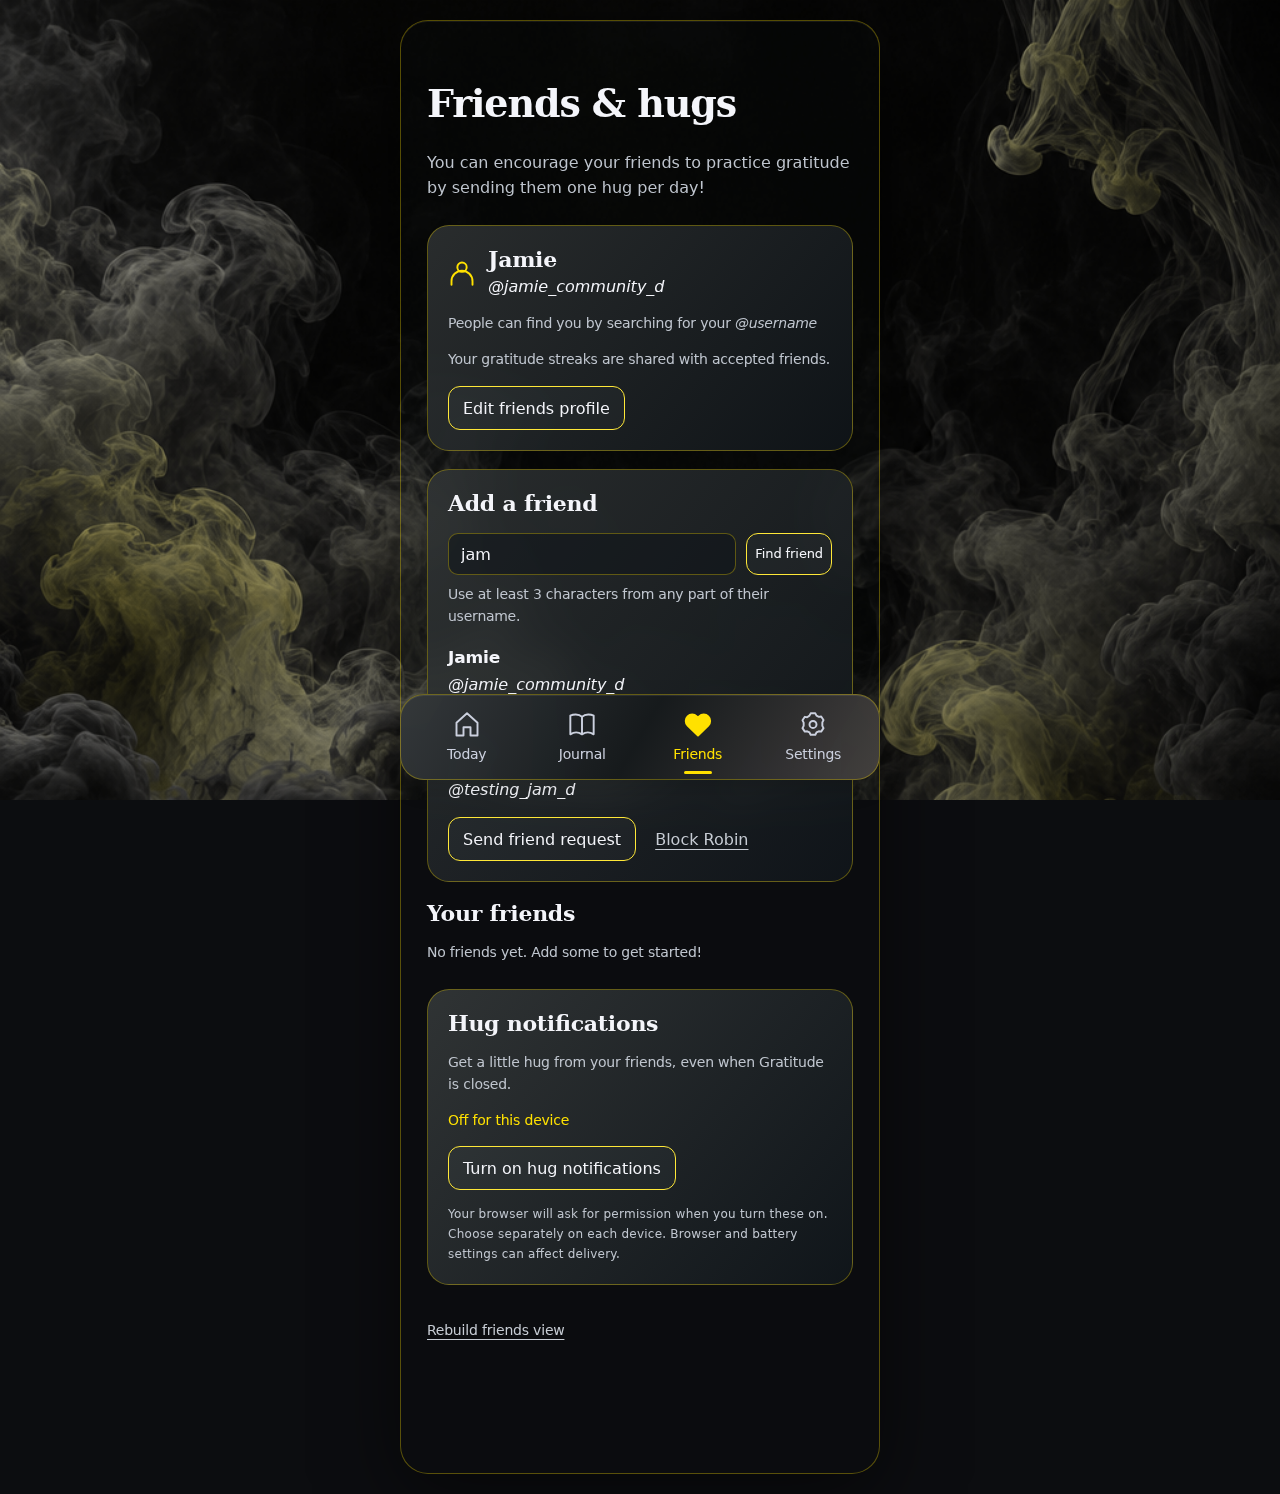 Friends & hugs
You can encourage your friends to practice gratitude
by sending them one hug per day!
Jamie
@jamie_community_d
People can find you by searching for your @username
Your gratitude streaks are shared with accepted friends.
Edit friends profile
Add a friend
jam
Find friend
Use at least 3 characters from any part of their
username.
Jamie
@jamie_community_d
Today
Journal
Friends
Settings
@testing_jam_d
Send friend request
Block Robin
Your friends
No friends yet. Add some to get started!
Hug notifications
Get a little hug from your friends, even when Gratitude
is closed.
Off for this device
Turn on hug notifications
Your browser will ask for permission when you turn these on.
Choose separately on each device. Browser and battery
settings can affect delivery.
Rebuild friends view